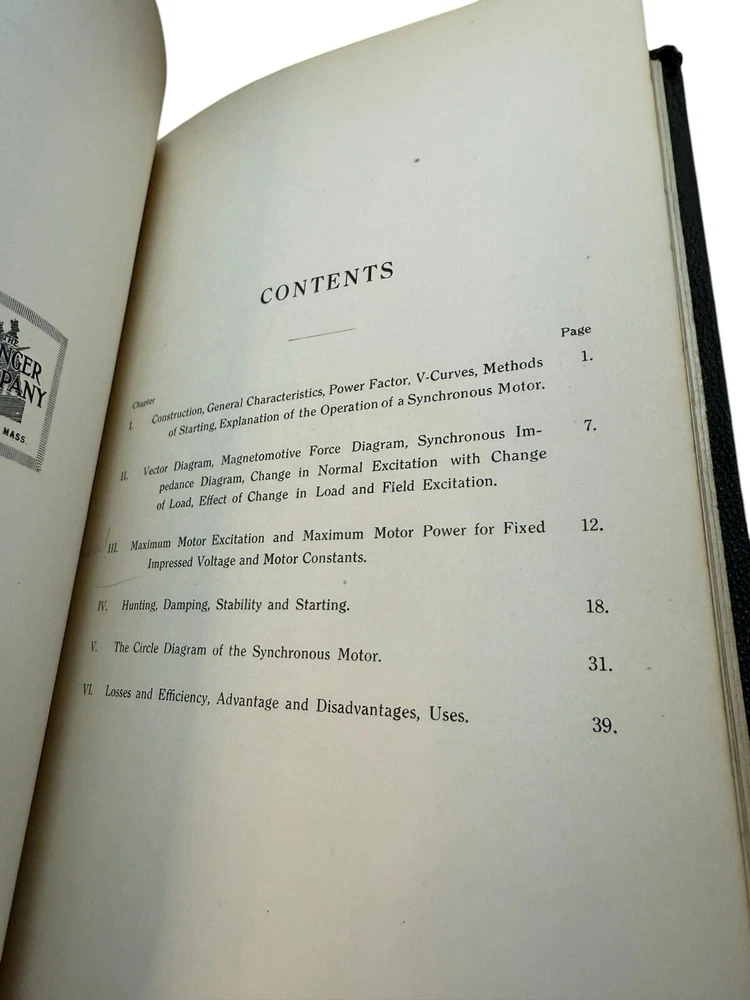 THE
NGER
MPANY
MASS.
CONTENTS
Page
Chapter
I. Construction, General Characteristics, Power Factor, V-Curves, Methods 1.
of Starting, Explanation of the Operation of a Synchronous Motor.
II. Vector Diagram, Magnetomotive Force Diagram, Synchronous Im- 7.
pedance Diagram, Change in Normal Excitation with Change
of Load, Effect of Change in Load and Field Excitation.
III. Maximum Motor Excitation and Maximum Motor Power for Fixed 12.
Impressed Voltage and Motor Constants.
IV. Hunting, Damping, Stability and Starting. 18.
V. The Circle Diagram of the Synchronous Motor. 31.
VI. Losses and Efficiency, Advantage and Disadvantages, Uses. 39.